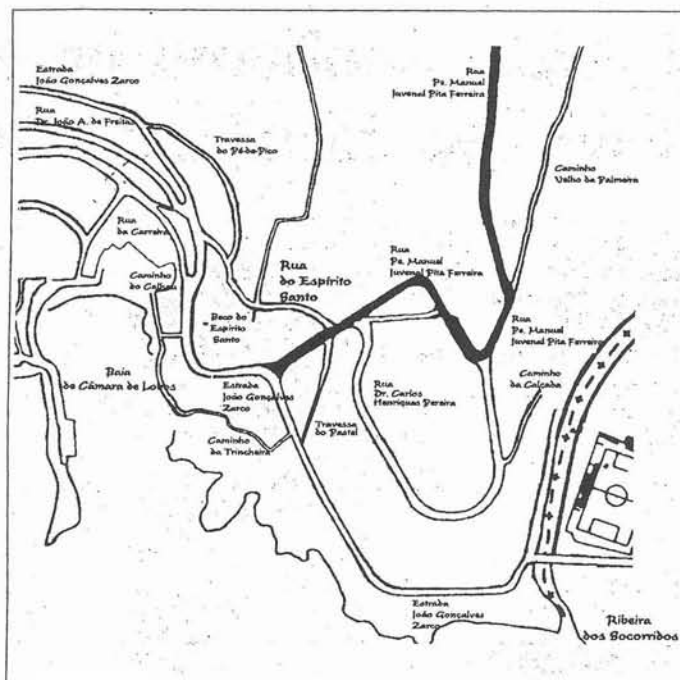 Estrada
João Gonçalves Zarco
Rua
Dr. João A. de Freitas
Travessa
do Pé-de-Pico
Rua
Pe. Manuel
Juvenal Pita Ferreira
Caminho
Velho da Palmeira
Rua
da Carreira
Caminho
do Calhau
Rua
do Espírito
Santo
Rua
Pe. Manuel
Juvenal Pita Ferreira
Beco do
Espírito
Santo
Rua
Pe. Manuel
Juvenal Pita Ferreira
Baía
de Câmara de Lobos
Estrada
João Gonçalves
Zarco
Rua
Dr. Carlos
Henriques Pereira
Caminho
da Calçada
Travessa
do Pastel
Caminho
da Trincheira
Estrada
João Gonçalves
Zarco
Ribeira
dos Socorridos